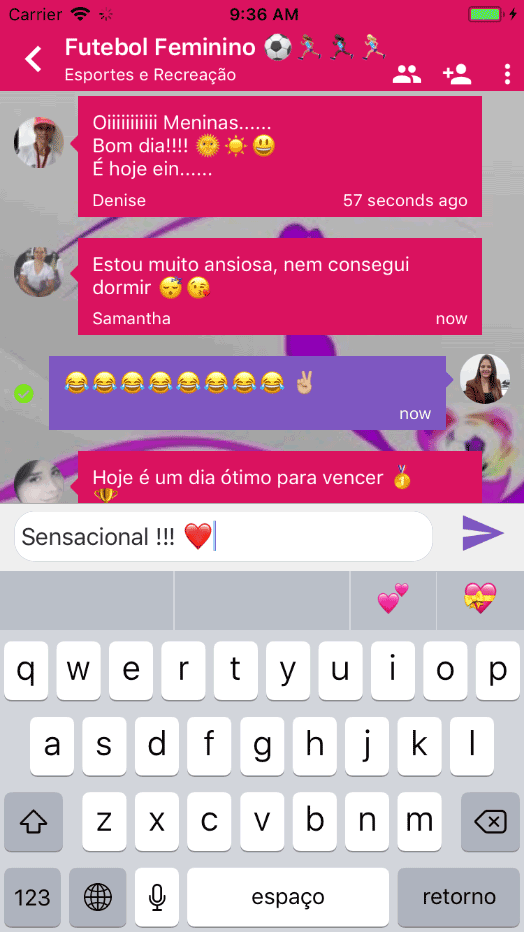 Carrier 9:36 AM
Futebol Feminino ⚽🏃🏽‍♀️🏃🏿‍♀️🏃🏼‍♀️
Esportes e Recreação
Oiiiiiiiiiii Meninas......
Bom dia!!!! 🌞☀️😃
É hoje ein......
Denise 57 seconds ago
Estou muito ansiosa, nem consegui
dormir 😴😘
Samantha now
😂😂😂😂😂😂😂😂✌🏼
now
Hoje é um dia ótimo para vencer 🥇
🏆
Sensacional !!! ❤️
💕 💝
q w e r t y u i o p
a s d f g h j k l
z x c v b n m
123 espaço retorno